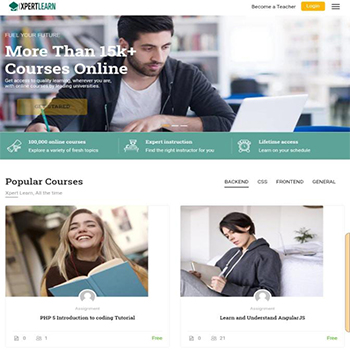 XPERTLEARN
Become a Teacher
Login
FUEL YOUR FUTURE
More Than 15k+
Courses Online
Get access to quality learning, wherever you are,
with online courses by leading universities.
GET STARTED
100,000 online courses
Explore a variety of fresh topics
Expert Instruction
Find the right instructor for you
Lifetime access
Learn on your schedule
Popular Courses
Xpert Learn, All the time
BACKEND CSS FRONTEND GENERAL
Assignment
PHP 5 Introduction to coding Tutorial
0 1
Free
Assignment
Learn and Understand AngularJS
0 21
Free